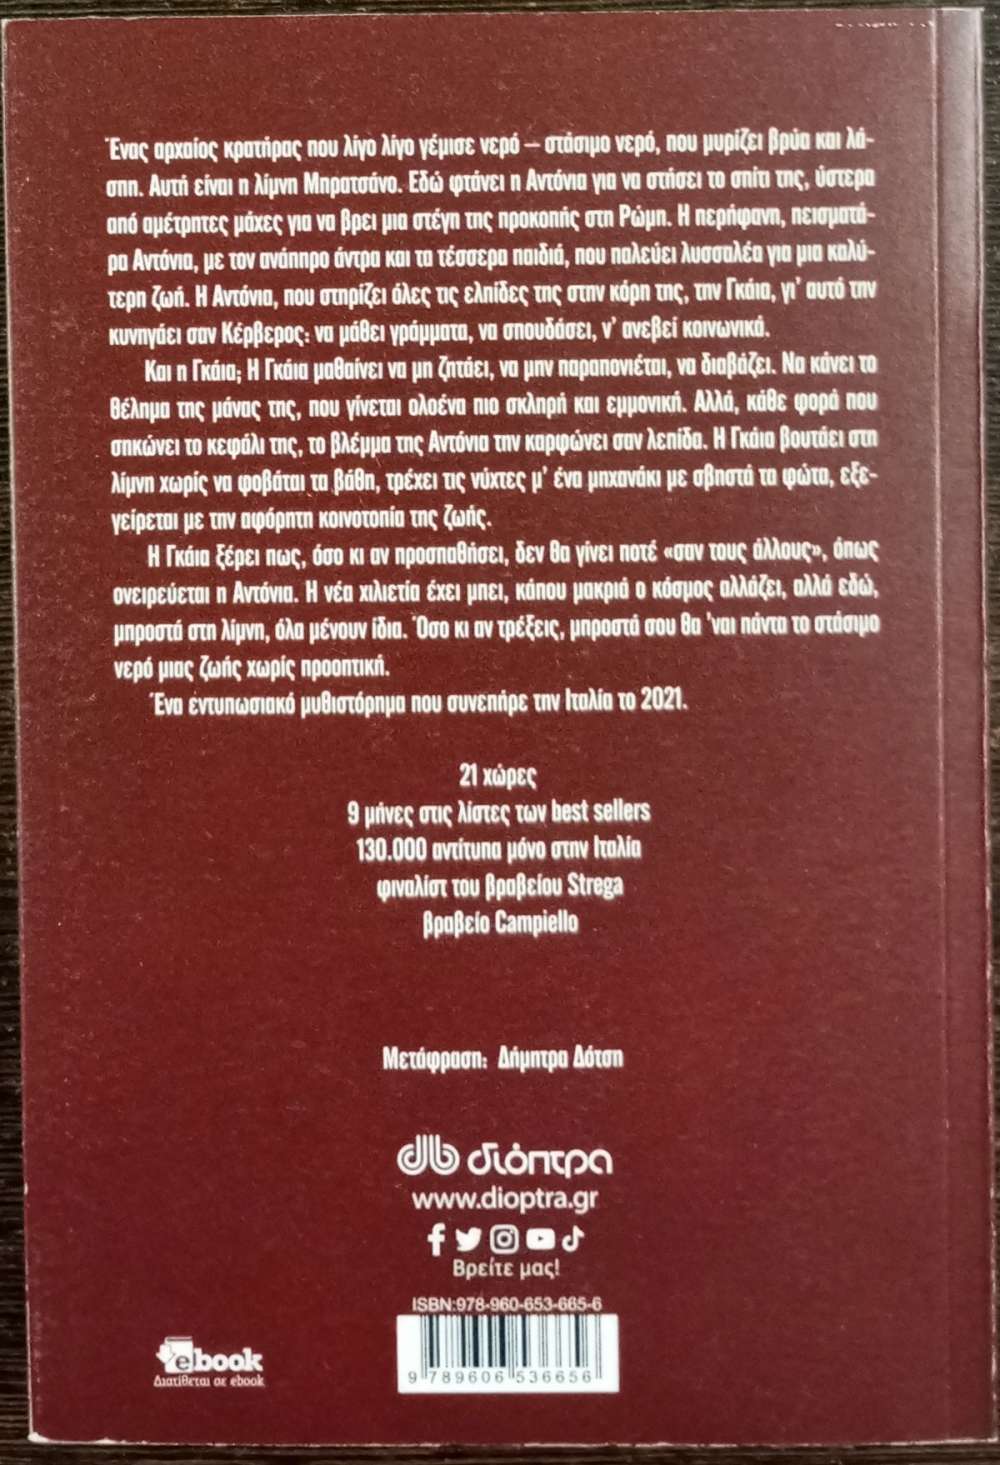 Ένας αρχαίος κρατήρας που λίγο λίγο γέμισε νερό – στάσιμο νερό, που μυρίζει βρύα και λά-
σπη. Αυτή είναι η λίμνη Μπρατσάνο. Εδώ φτάνει η Αντόνια για να στήσει το σπίτι της, ύστερα
από αμέτρητες μάχες για να βρει μια στέγη της προκοπής στη Ρώμη. Η περήφανη, πεισματά-
ρα Αντόνια, με τον ανάπηρο άντρα και τα τέσσερα παιδιά, που παλεύει λυσσαλέα για μια καλύ-
τερη ζωή. Η Αντόνια, που στηρίζει όλες τις ελπίδες της στην κόρη της, την Γκάια, γι' αυτό την
κυνηγάει σαν Κέρβερος: να μάθει γράμματα, να σπουδάσει, ν' ανεβεί κοινωνικά.
Και η Γκάια; Η Γκάια μαθαίνει να μη ζητάει, να μην παραπονιέται, να διαβάζει. Να κάνει το
θέλημα της μάνας της, που γίνεται ολοένα πιο σκληρή και εμμονική. Αλλά, κάθε φορά που
σηκώνει το κεφάλι της, το βλέμμα της Αντόνια την καρφώνει σαν λεπίδα. Η Γκάια βουτάει στη
λίμνη χωρίς να φοβάται τα βάθη, τρέχει τις νύχτες μ' ένα μηχανάκι με σβηστά τα φώτα, εξε-
γείρεται με την αφόρητη κοινοτοπία της ζωής.
Η Γκάια ξέρει πως, όσο κι αν προσπαθήσει, δεν θα γίνει ποτέ «σαν τους άλλους», όπως
ονειρεύεται η Αντόνια. Η νέα χιλιετία έχει μπει, κάπου μακριά ο κόσμος αλλάζει, αλλά εδώ,
μπροστά στη λίμνη, όλα μένουν ίδια. Όσο κι αν τρέξεις, μπροστά σου θα 'ναι πάντα το στάσιμο
νερό μιας ζωής χωρίς προοπτική.
Ένα εντυπωσιακό μυθιστόρημα που συνεπήρε την Ιταλία το 2021.
21 χώρες
9 μήνες στις λίστες των best sellers
130.000 αντίτυπα μόνο στην Ιταλία
φιναλίστ του βραβείου Strega
βραβείο Campiello
Μετάφραση: Δήμητρα Δότση
διόπτρα
www.dioptra.gr
Βρείτε μας!
ISBN:978-960-653-665-6
9 789606 536656
ebook
Διατίθεται σε ebook